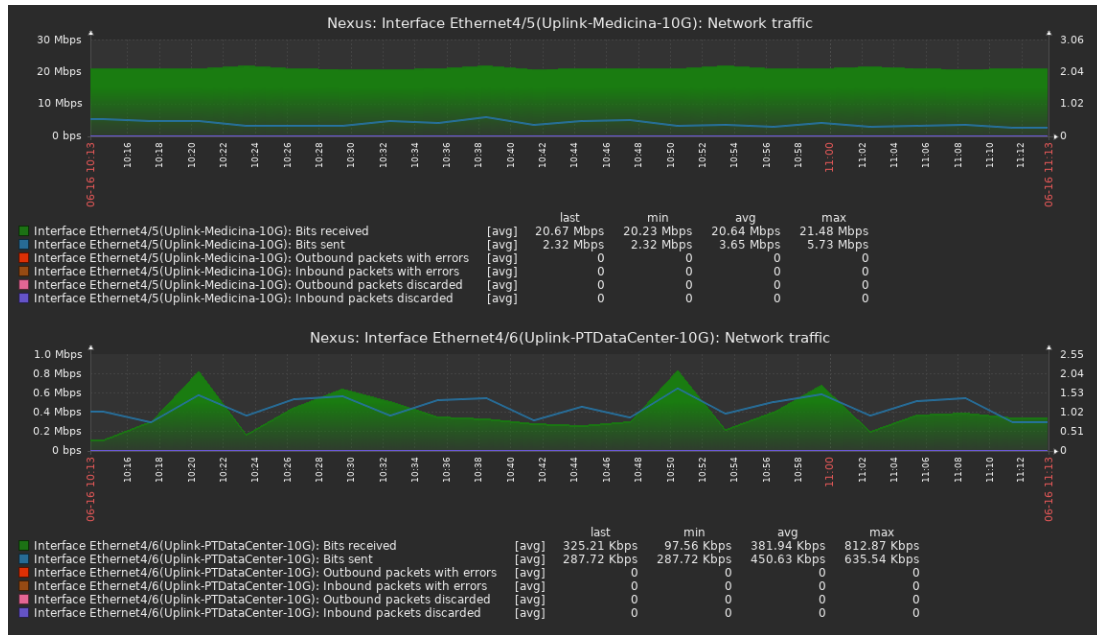 Nexus: Interface Ethernet4/5(Uplink-Medicina-10G): Network traffic
30 Mbps 3.06
20 Mbps 2.04
10 Mbps 1.02
0 bps 0
06-16 10:13 10:16 10:18 10:20 10:22 10:24 10:26 10:28 10:30 10:32 10:34 10:36 10:38 10:40 10:42 10:44 10:46 10:48 10:50 10:52 10:54 10:56 10:58 11:00 11:02 11:04 11:06 11:08 11:10 11:12 06-16 11:13
last min avg max
Interface Ethernet4/5(Uplink-Medicina-10G): Bits received [avg] 20.67 Mbps 20.23 Mbps 20.64 Mbps 21.48 Mbps
Interface Ethernet4/5(Uplink-Medicina-10G): Bits sent [avg] 2.32 Mbps 2.32 Mbps 3.65 Mbps 5.73 Mbps
Interface Ethernet4/5(Uplink-Medicina-10G): Outbound packets with errors [avg] 0 0 0 0
Interface Ethernet4/5(Uplink-Medicina-10G): Inbound packets with errors [avg] 0 0 0 0
Interface Ethernet4/5(Uplink-Medicina-10G): Outbound packets discarded [avg] 0 0 0 0
Interface Ethernet4/5(Uplink-Medicina-10G): Inbound packets discarded [avg] 0 0 0 0
Nexus: Interface Ethernet4/6(Uplink-PTDataCenter-10G): Network traffic
1.0 Mbps 2.55
0.8 Mbps 2.04
0.6 Mbps 1.53
0.4 Mbps 1.02
0.2 Mbps 0.51
0 bps 0
06-16 10:13 10:16 10:18 10:20 10:22 10:24 10:26 10:28 10:30 10:32 10:34 10:36 10:38 10:40 10:42 10:44 10:46 10:48 10:50 10:52 10:54 10:56 10:58 11:00 11:02 11:04 11:06 11:08 11:10 11:12 06-16 11:13
last min avg max
Interface Ethernet4/6(Uplink-PTDataCenter-10G): Bits received [avg] 325.21 Kbps 97.56 Kbps 381.94 Kbps 812.87 Kbps
Interface Ethernet4/6(Uplink-PTDataCenter-10G): Bits sent [avg] 287.72 Kbps 287.72 Kbps 450.63 Kbps 635.54 Kbps
Interface Ethernet4/6(Uplink-PTDataCenter-10G): Outbound packets with errors [avg] 0 0 0 0
Interface Ethernet4/6(Uplink-PTDataCenter-10G): Inbound packets with errors [avg] 0 0 0 0
Interface Ethernet4/6(Uplink-PTDataCenter-10G): Outbound packets discarded [avg] 0 0 0 0
Interface Ethernet4/6(Uplink-PTDataCenter-10G): Inbound packets discarded [avg] 0 0 0 0